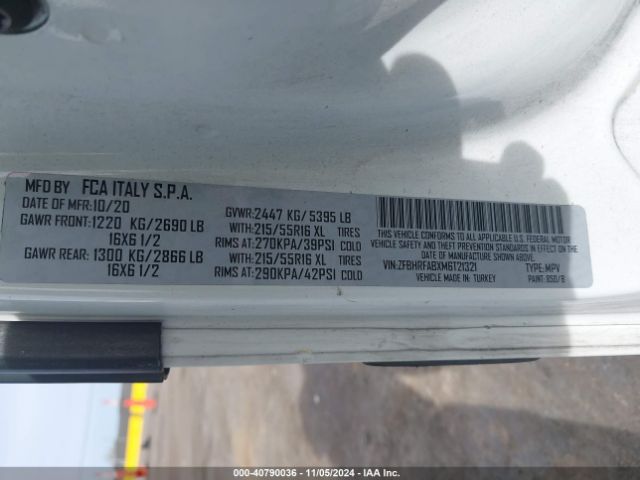 MFD BY FCA ITALY S.P.A.
DATE OF MFR:10/20
GAWR FRONT:1220 KG/2690 LB
16X6 1/2
GAWR REAR:1300 KG/2866 LB
16X6 1/2
GVWR:2447 KG/5395 LB
WITH:215/55R16 XL TIRES
RIMS AT:270KPA/39PSI COLD
WITH:215/55R16 XL TIRES
RIMS AT:290KPA/42PSI COLD
THIS VEHICLE CONFORMS TO ALL APPLICABLE U.S. FEDERAL MOTOR
VEHICLE SAFETY, BUMPER AND THEFT PREVENTION STANDARDS IN EFFECT ON THE
DATE OF MANUFACTURE SHOWN ABOVE.
VIN:ZFBHRFABXM6T21321 TYPE:MPV
VEHICLE MADE IN: TURKEY PAINT: 850/B
000-40790036 - 11/05/2024 - IAA Inc.